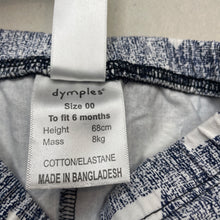 dymples®
Size 00
To fit 6 months
Height 68cm
Mass 8kg
COTTON/ELASTANE
MADE IN BANGLADESH